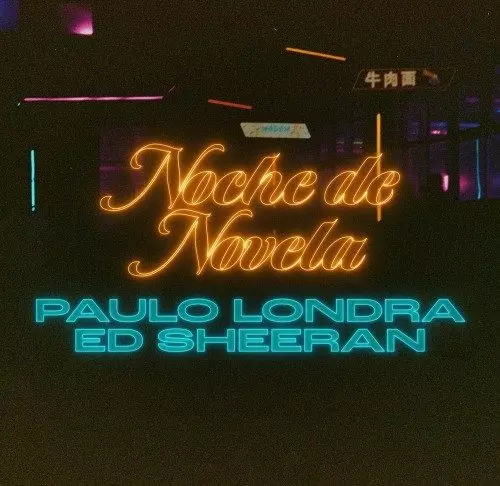 牛肉面
Noche de
Novela
PAULO LONDRA
ED SHEERAN